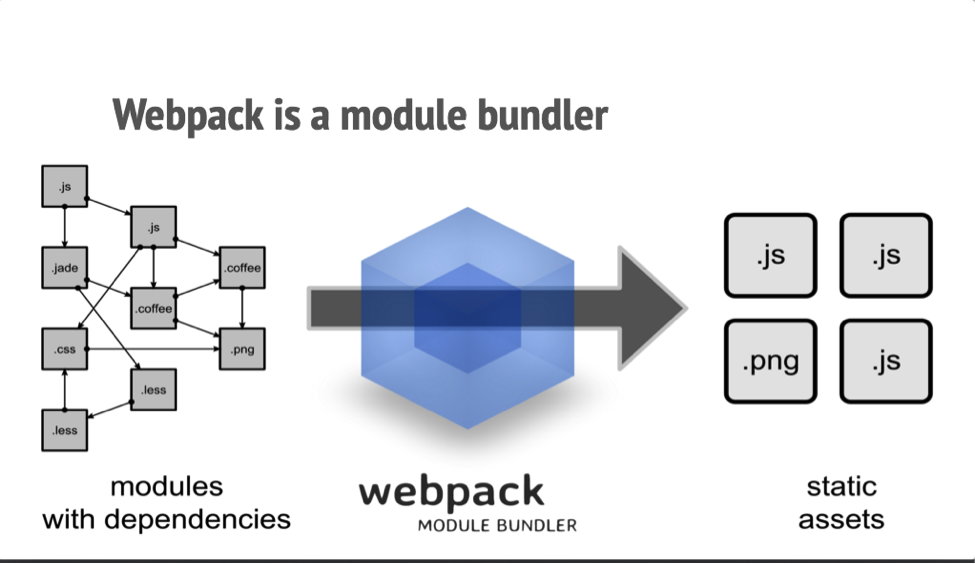 Webpack is a module bundler
.js
.js
.jade
.coffee
.coffee
.css
.png
.less
.less
modules
with dependencies
webpack
MODULE BUNDLER
.js
.js
.png
.js
static
assets